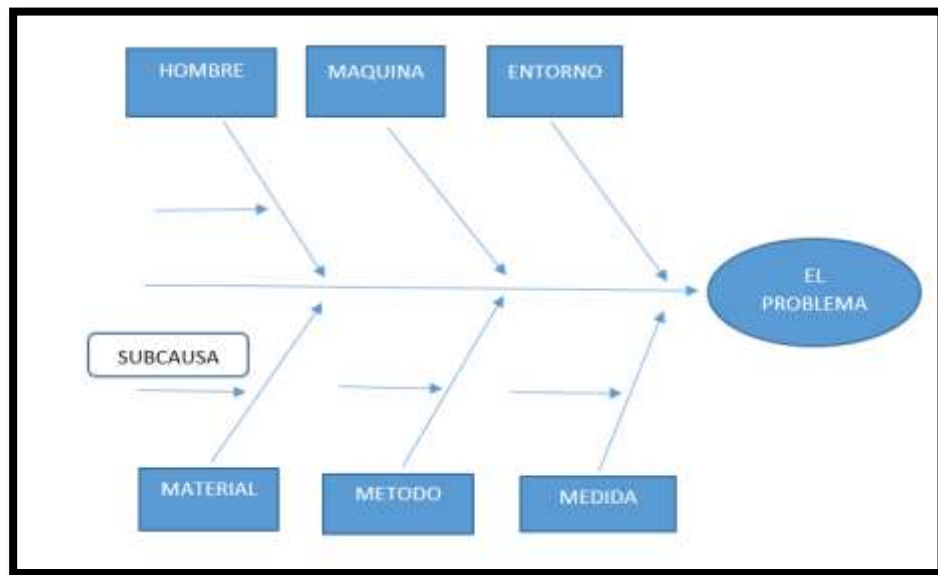 HOMBRE
MAQUINA
ENTORNO
EL
PROBLEMA
SUBCAUSA
MATERIAL
METODO
MEDIDA